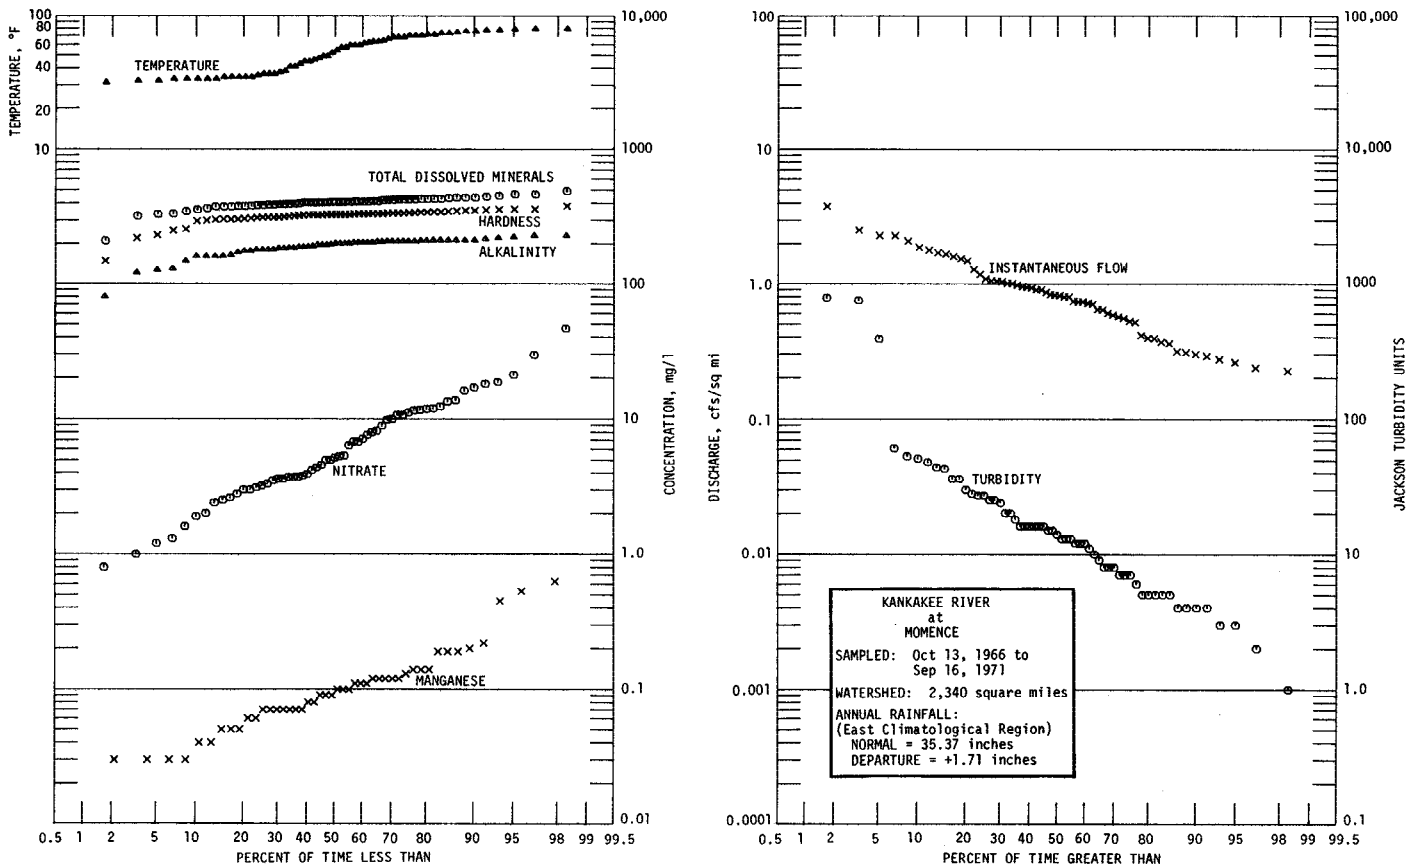 TEMPERATURE, °F
100
80
60
40
20
10
10,000
1000
100
10
1.0
0.1
0.01
CONCENTRATION, mg/l
TEMPERATURE
TOTAL DISSOLVED MINERALS
HARDNESS
ALKALINITY
NITRATE
MANGANESE
0.5 1 2 5 10 20 30 40 50 60 70 80 90 95 98 99 99.5
PERCENT OF TIME LESS THAN
DISCHARGE, cfs/sq mi
100
10
1.0
0.1
0.01
0.001
0.0001
100,000
10,000
1000
100
10
1.0
0.1
JACKSON TURBIDITY UNITS
INSTANTANEOUS FLOW
TURBIDITY
KANKAKEE RIVER
at
MOMENCE
SAMPLED: Oct 13, 1966 to
Sep 16, 1971
WATERSHED: 2,340 square miles
ANNUAL RAINFALL:
(East Climatological Region)
NORMAL = 35.37 inches
DEPARTURE = +1.71 inches
0.5 1 2 5 10 20 30 40 50 60 70 80 90 95 98 99 99.5
PERCENT OF TIME GREATER THAN